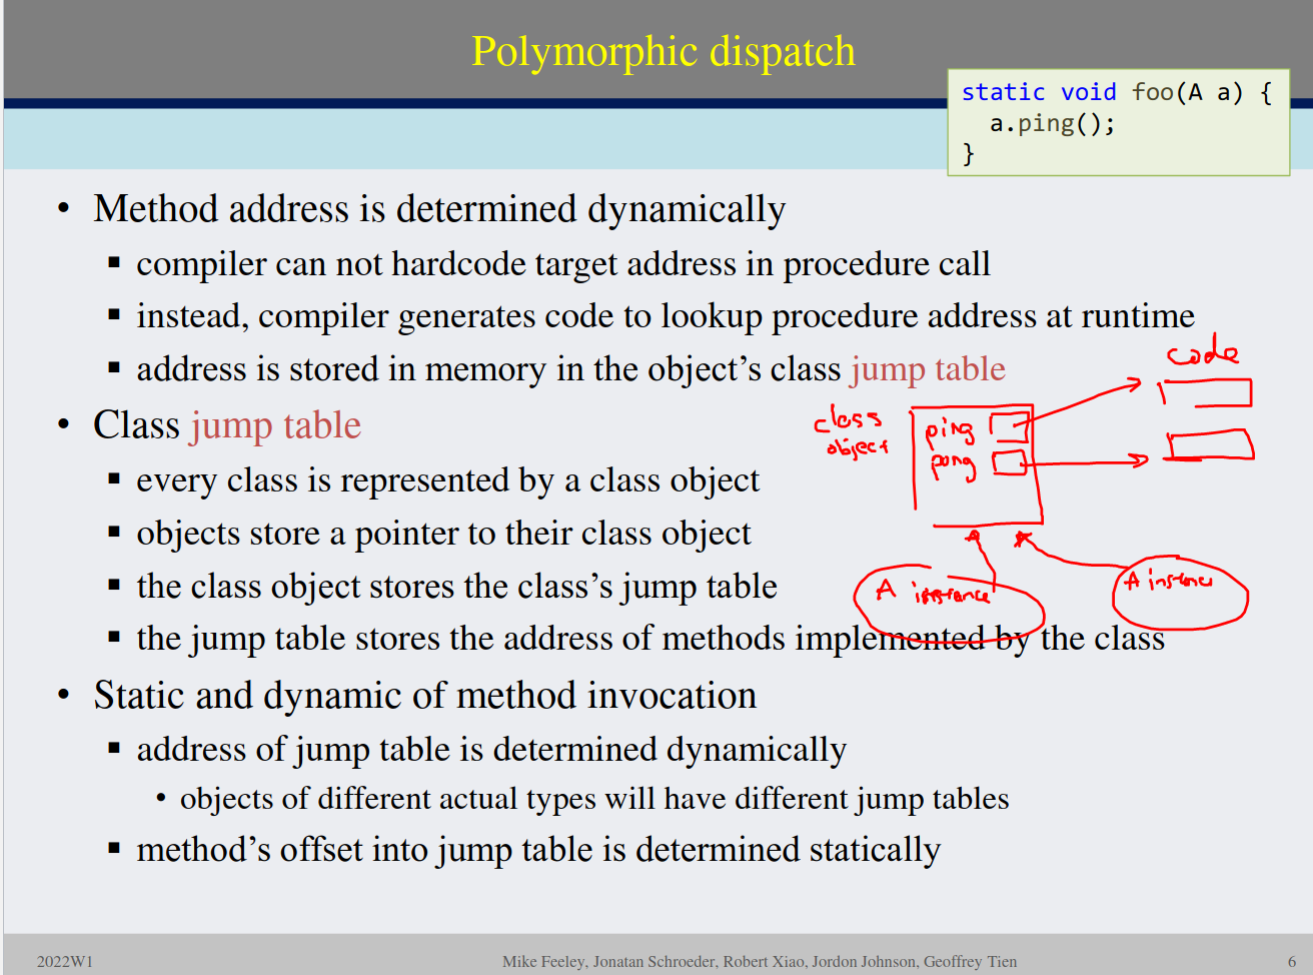 Polymorphic dispatch
static void foo(A a) {
a.ping();
}
• Method address is determined dynamically
▪ compiler can not hardcode target address in procedure call
▪ instead, compiler generates code to lookup procedure address at runtime
▪ address is stored in memory in the object's class jump table
code
• Class jump table
class
object
ping
pong
▪ every class is represented by a class object
▪ objects store a pointer to their class object
▪ the class object stores the class's jump table
A instance
A instance
▪ the jump table stores the address of methods implemented by the class
• Static and dynamic of method invocation
▪ address of jump table is determined dynamically
• objects of different actual types will have different jump tables
▪ method's offset into jump table is determined statically
2022W1
Mike Feeley, Jonatan Schroeder, Robert Xiao, Jordon Johnson, Geoffrey Tien
6